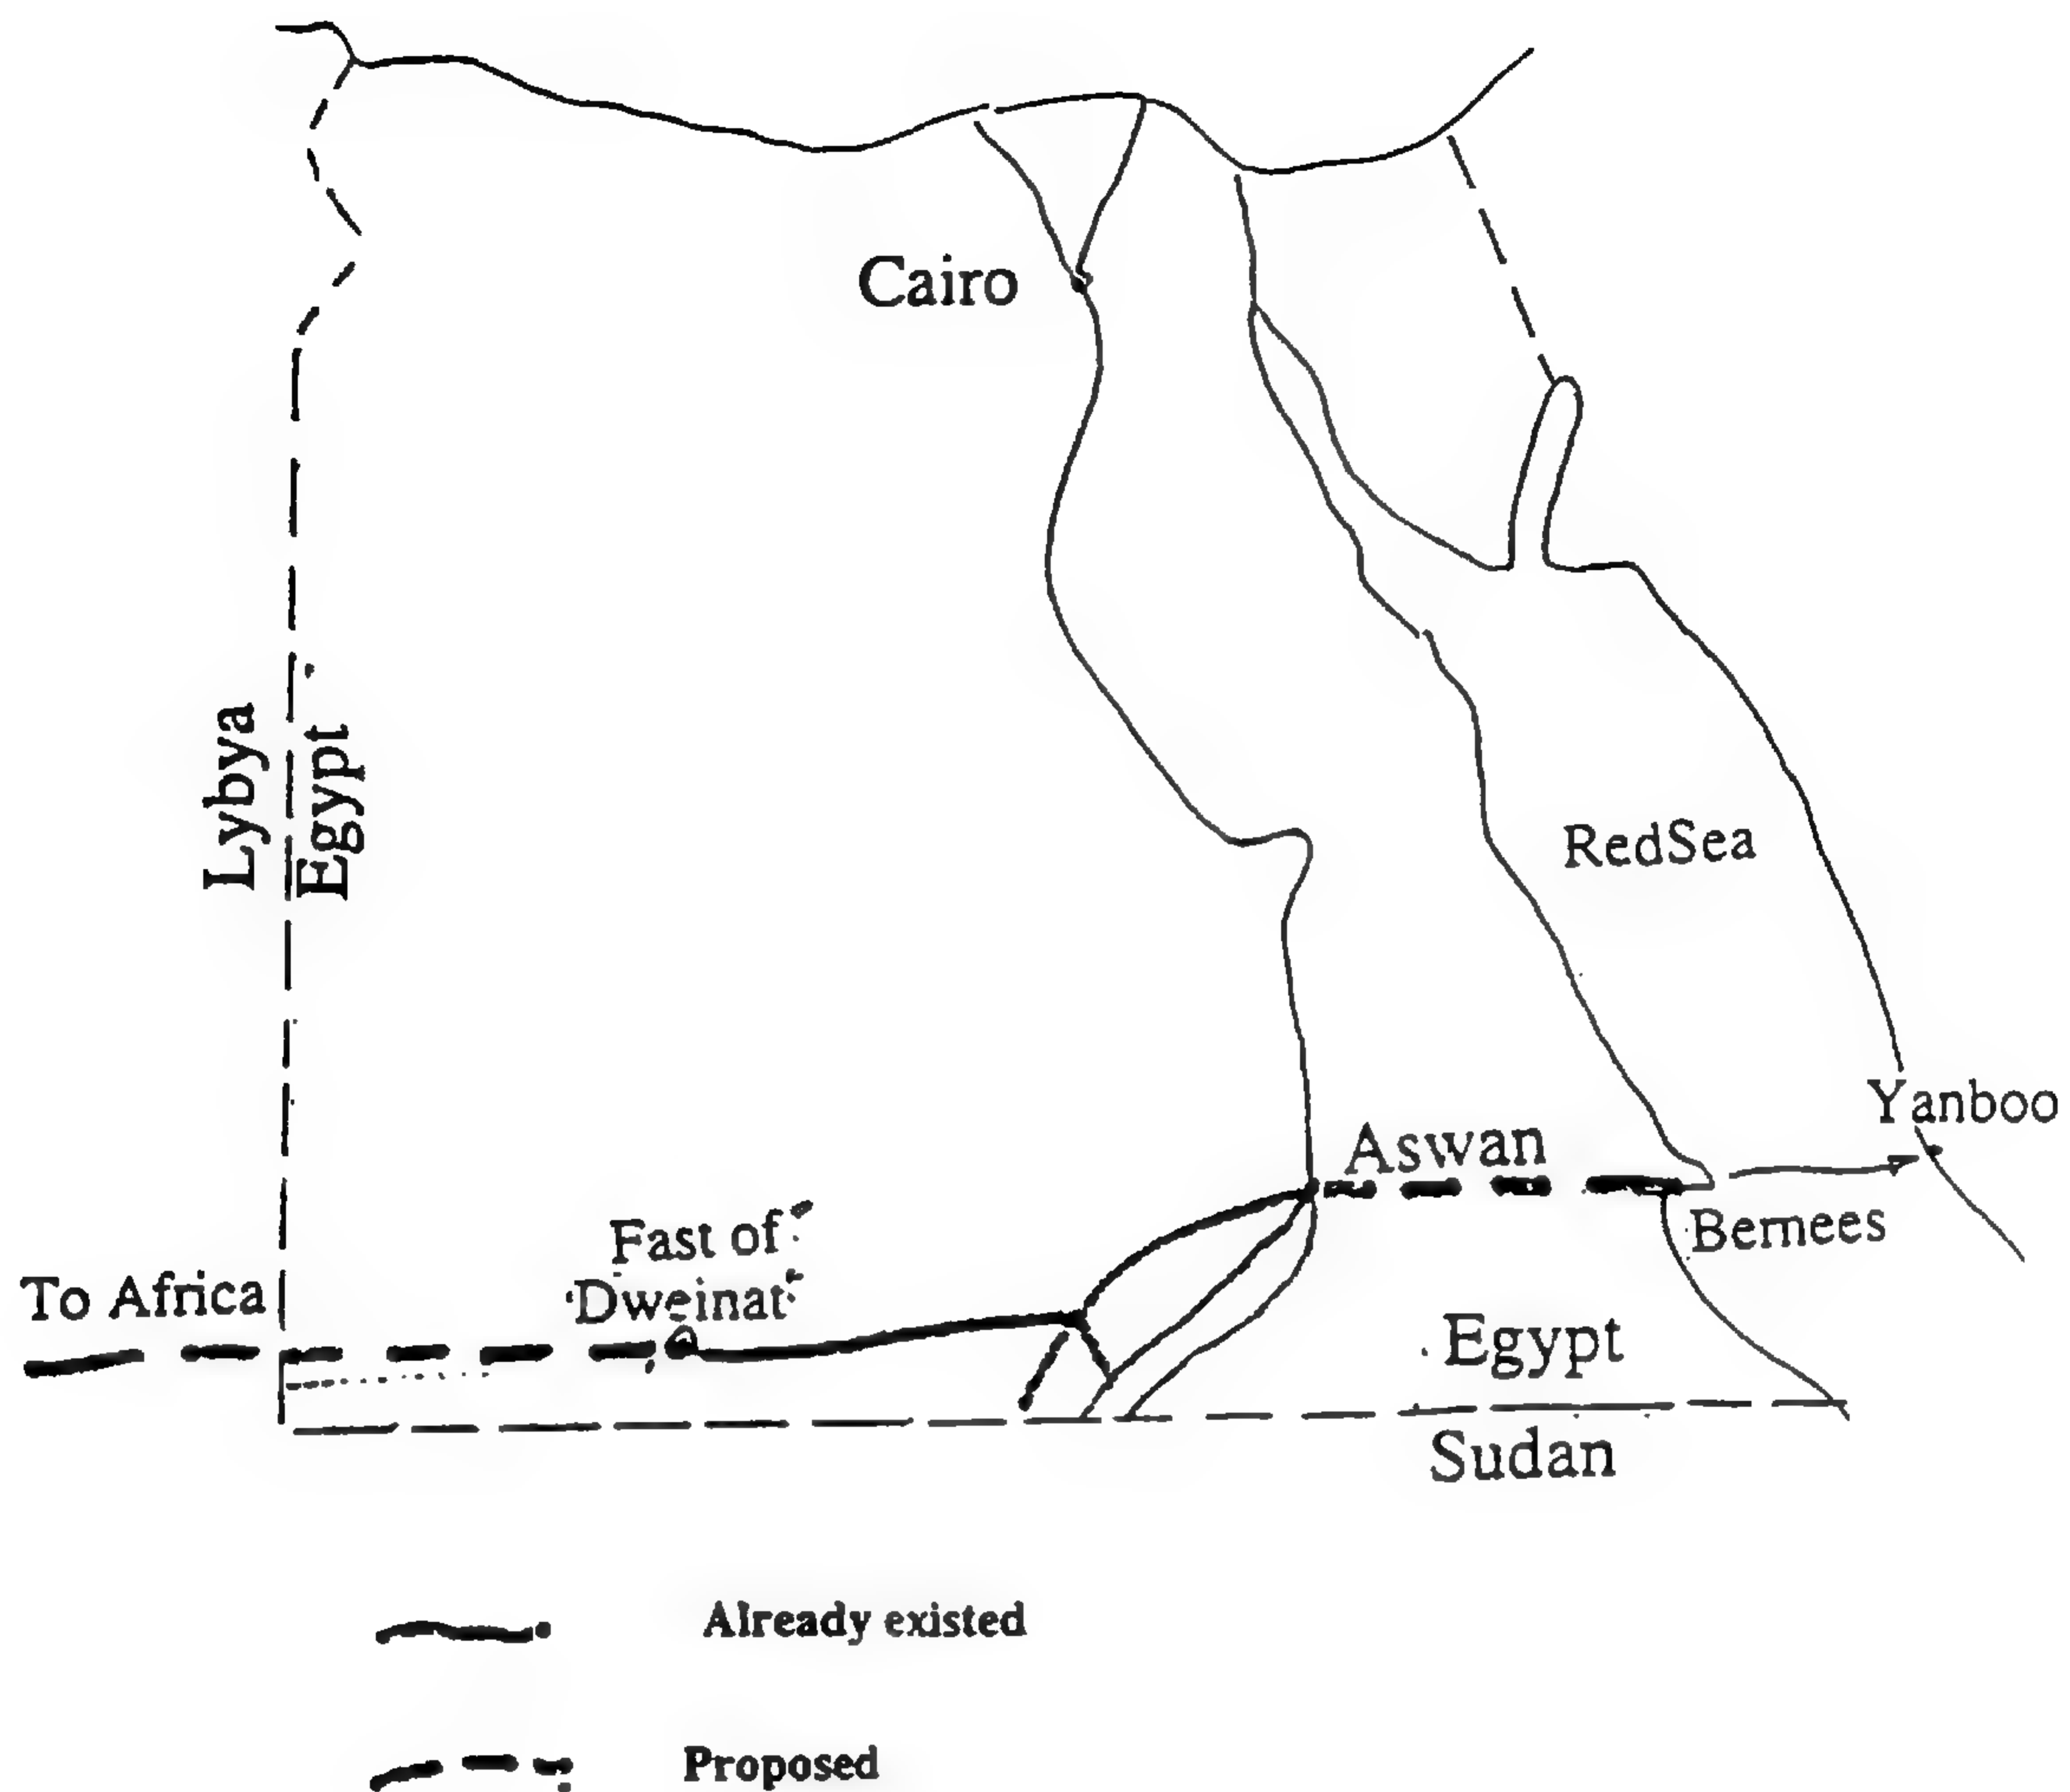 Cairo
Lybya
Egypt
RedSea
Yanboo
Aswan
Bernees
Fast of
Dweinat
To Africa
Egypt
Sudan
Already existed
Proposed